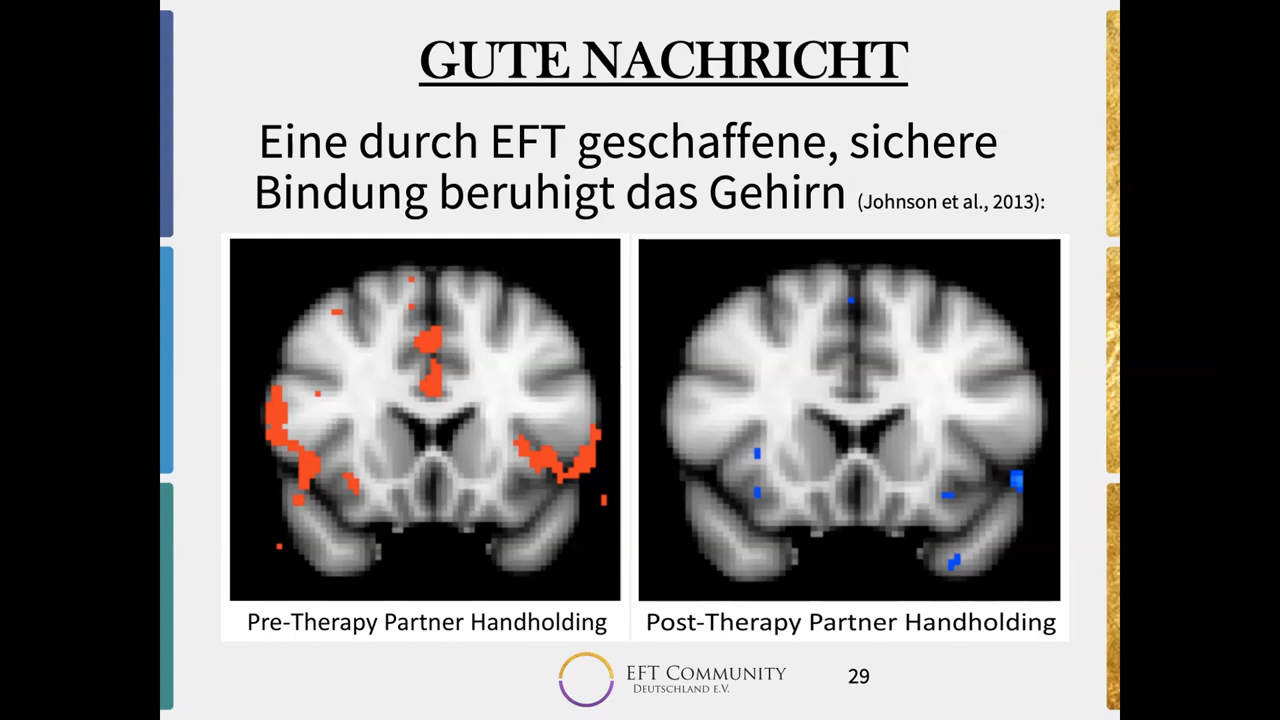 GUTE NACHRICHT
Eine durch EFT geschaffene, sichere
Bindung beruhigt das Gehirn (Johnson et al., 2013):
Pre-Therapy Partner Handholding
Post-Therapy Partner Handholding
EFT COMMUNITY
DEUTSCHLAND e.V.
29